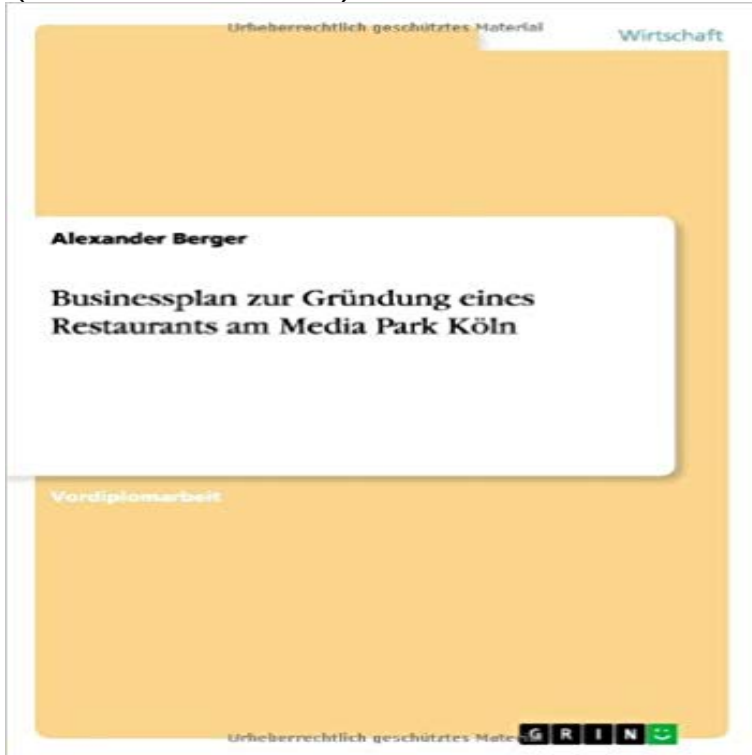 Urheberrechtlich geschütztes Material
Wirtschaft
Alexander Berger
Businessplan zur Gründung eines
Restaurants am Media Park Köln
Vordiplomarbeit
Urheberrechtlich geschütztes
GRIN